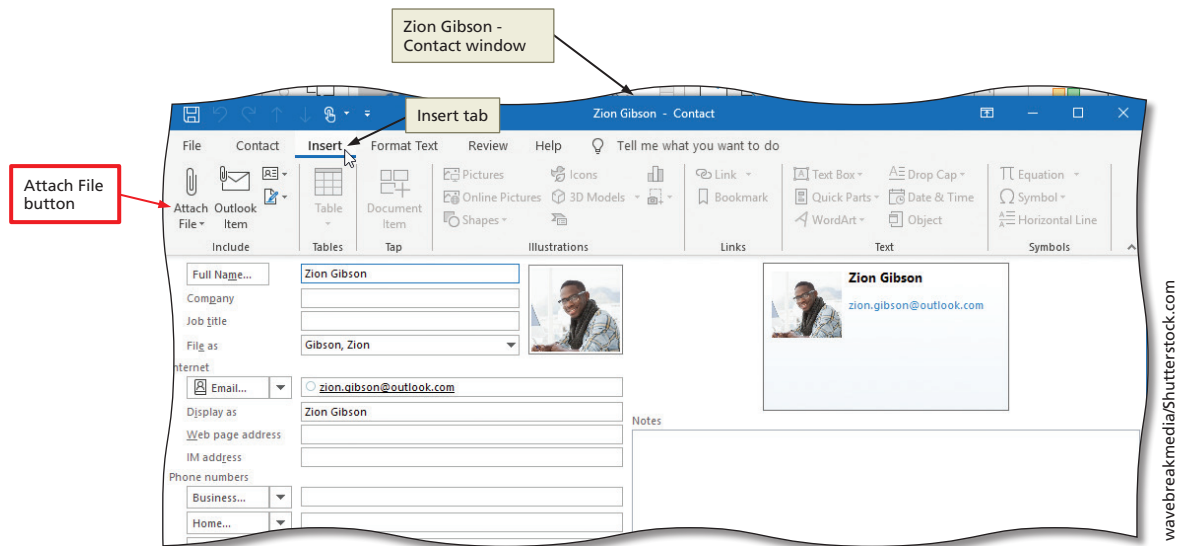 Zion Gibson -
Contact window
Insert tab
Zion Gibson - Contact
File Contact Insert Format Text Review Help Tell me what you want to do
Attach File
button
Attach
File
Outlook
Item
Include
Table
Tables
Document
Item
Tap
Pictures
Online Pictures
Shapes
Icons
3D Models
Illustrations
Link
Bookmark
Links
Text Box
Quick Parts
WordArt
Drop Cap
Date & Time
Object
Text
Equation
Symbol
Horizontal Line
Symbols
Full Name... Zion Gibson
Company
Job title
File as Gibson, Zion
nternet
Email... zion.gibson@outlook.com
Display as Zion Gibson
Web page address
IM address
Phone numbers
Business...
Home...
Zion Gibson
zion.gibson@outlook.com
Notes
wavebreakmedia/Shutterstock.com